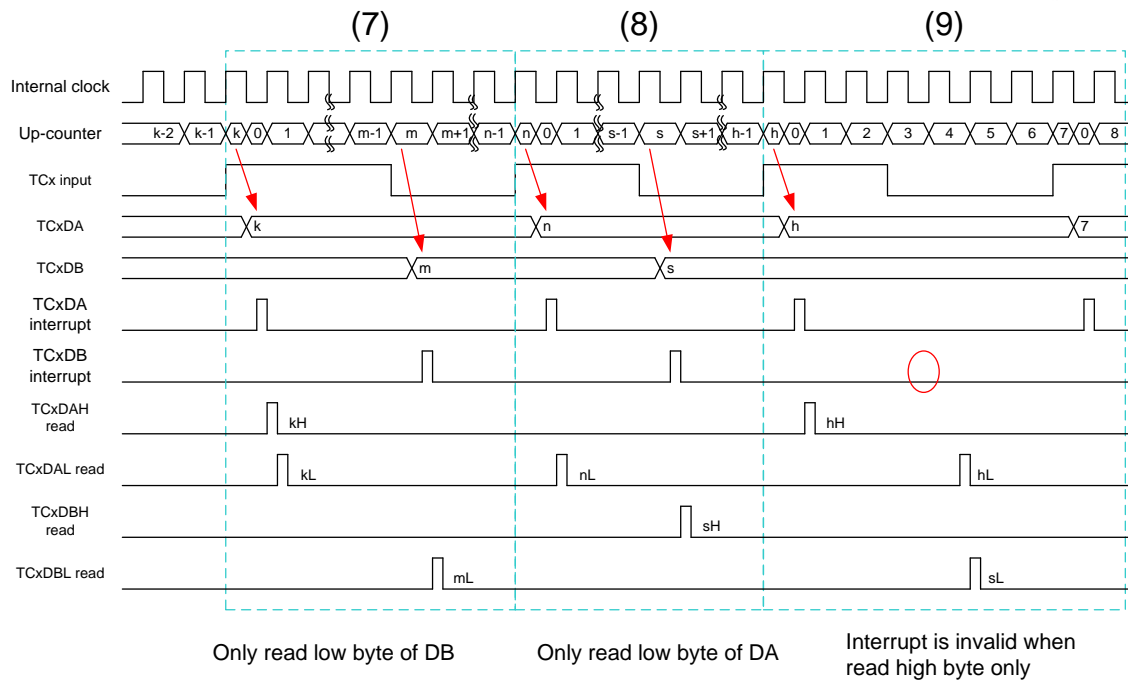 (7) (8) (9)
Internal clock
Up-counter k-2 k-1 k 0 1 m-1 m m+1 n-1 n 0 1 s-1 s s+1 h-1 h 0 1 2 3 4 5 6 7 0 8
TCx input
TCxDA k n h 7
TCxDB m s
TCxDA
interrupt
TCxDB
interrupt
TCxDAH
read kH hH
TCxDAL read kL nL hL
TCxDBH
read sH
TCxDBL read mL sL
Only read low byte of DB Only read low byte of DA Interrupt is invalid when
read high byte only